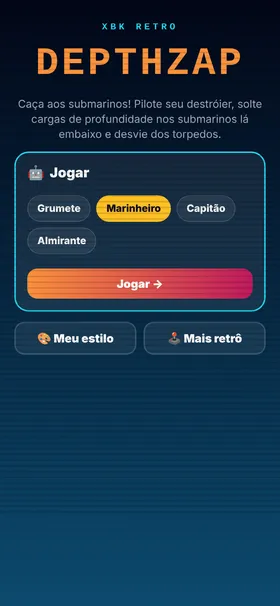 XBK RETRO
DEPTHZAP
Caça aos submarinos! Pilote seu destróier, solte
cargas de profundidade nos submarinos lá
embaixo e desvie dos torpedos.
🤖 Jogar
Grumete Marinheiro Capitão
Almirante
Jogar →
🎨 Meu estilo 🕹️ Mais retrô